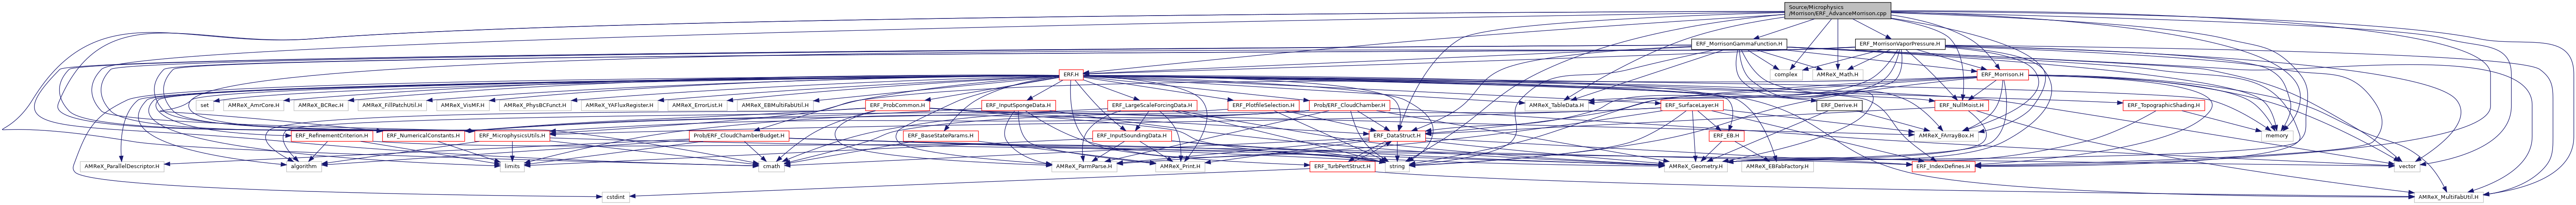 Source/Microphysics
/Morrison/ERF_AdvanceMorrison.cpp
ERF_MorrisonGammaFunction.H
ERF_MorrisonVaporPressure.H
ERF.H
complex
AMReX_Math.H
ERF_Morrison.H
set
AMReX_AmrCore.H
AMReX_BCRec.H
AMReX_FillPatchUtil.H
AMReX_VisMF.H
AMReX_PhysBCFunct.H
AMReX_YAFluxRegister.H
AMReX_ErrorList.H
AMReX_EBMultiFabUtil.H
ERF_ProbCommon.H
ERF_InputSpongeData.H
ERF_LargeScaleForcingData.H
ERF_PlotfileSelection.H
Prob/ERF_CloudChamber.H
AMReX_TableData.H
ERF_SurfaceLayer.H
ERF_Derive.H
ERF_NullMoist.H
ERF_TopographicShading.H
ERF_RefinementCriterion.H
ERF_NumericalConstants.H
ERF_MicrophysicsUtils.H
Prob/ERF_CloudChamberBudget.H
ERF_BaseStateParams.H
ERF_InputSoundingData.H
ERF_DataStruct.H
ERF_EB.H
AMReX_FArrayBox.H
memory
AMReX_ParallelDescriptor.H
algorithm
limits
cmath
AMReX_ParmParse.H
AMReX_Print.H
ERF_TurbPertStruct.H
string
AMReX_Geometry.H
AMReX_EBFabFactory.H
ERF_IndexDefines.H
vector
cstdint
AMReX_MultiFabUtil.H